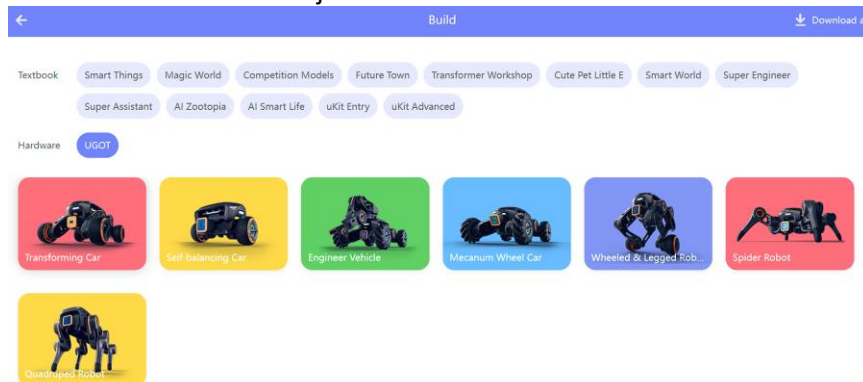 Build
Download a
Textbook Smart Things Magic World Competition Models Future Town Transformer Workshop Cute Pet Little E Smart World Super Engineer
Super Assistant AI Zootopia AI Smart Life uKit Entry uKit Advanced
Hardware UGOT
Transforming Car Self-balancing Car Engineer Vehicle Mecanum Wheel Car Wheeled & Legged Rob... Spider Robot
Quadruped Robot